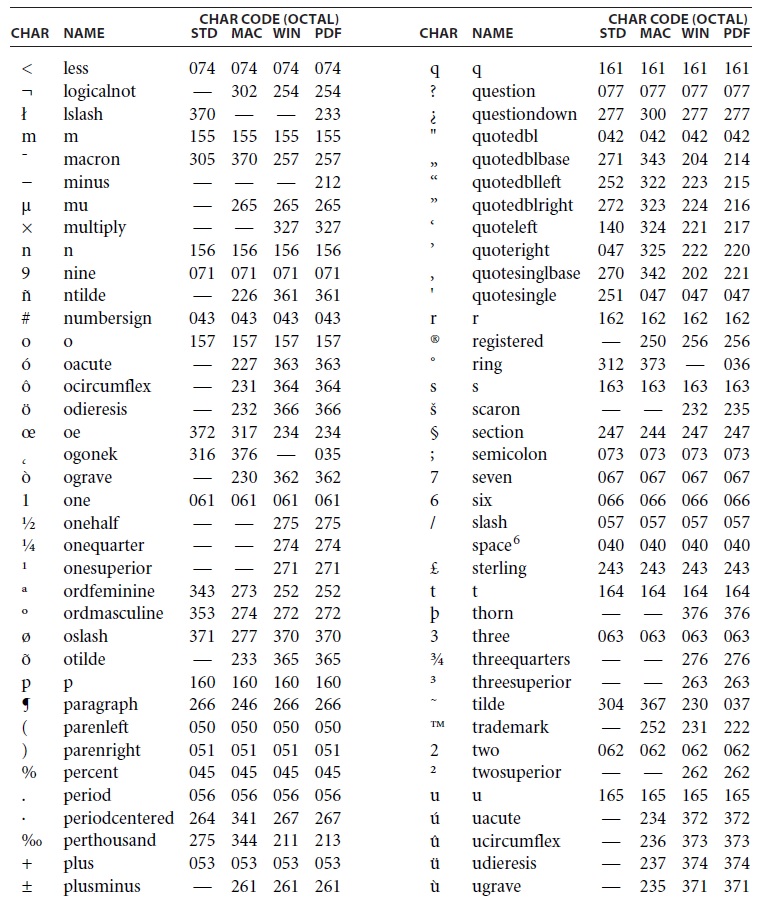 CHAR CODE (OCTAL)
CHAR NAME STD MAC WIN PDF
< less 074 074 074 074
¬ logicalnot — 302 254 254
ł lslash 370 — — 233
m m 155 155 155 155
¯ macron 305 370 257 257
− minus — — — 212
μ mu — 265 265 265
× multiply — — 327 327
n n 156 156 156 156
9 nine 071 071 071 071
ñ ntilde — 226 361 361
# numbersign 043 043 043 043
o o 157 157 157 157
ó oacute — 227 363 363
ô ocircumflex — 231 364 364
ö odieresis — 232 366 366
œ oe 372 317 234 234
˛ ogonek 316 376 — 035
ò ograve — 230 362 362
1 one 061 061 061 061
½ onehalf — — 275 275
¼ onequarter — — 274 274
¹ onesuperior — — 271 271
ª ordfeminine 343 273 252 252
º ordmasculine 353 274 272 272
ø oslash 371 277 370 370
õ otilde — 233 365 365
p p 160 160 160 160
¶ paragraph 266 246 266 266
( parenleft 050 050 050 050
) parenright 051 051 051 051
% percent 045 045 045 045
. period 056 056 056 056
· periodcentered 264 341 267 267
‰ perthousand 275 344 211 213
+ plus 053 053 053 053
± plusminus — 261 261 261
CHAR CODE (OCTAL)
CHAR NAME STD MAC WIN PDF
q q 161 161 161 161
? question 077 077 077 077
¿ questiondown 277 300 277 277
" quotedbl 042 042 042 042
„ quotedblbase 271 343 204 214
“ quotedblleft 252 322 223 215
” quotedblright 272 323 224 216
‘ quoteleft 140 324 221 217
’ quoteright 047 325 222 220
‚ quotesinglbase 270 342 202 221
' quotesingle 251 047 047 047
r r 162 162 162 162
® registered — 250 256 256
˚ ring 312 373 — 036
s s 163 163 163 163
š scaron — — 232 235
§ section 247 244 247 247
; semicolon 073 073 073 073
7 seven 067 067 067 067
6 six 066 066 066 066
/ slash 057 057 057 057
space⁶ 040 040 040 040
£ sterling 243 243 243 243
t t 164 164 164 164
þ thorn — — 376 376
3 three 063 063 063 063
¾ threequarters — — 276 276
³ threesuperior — — 263 263
˜ tilde 304 367 230 037
™ trademark — 252 231 222
2 two 062 062 062 062
² twosuperior — — 262 262
u u 165 165 165 165
ú uacute — 234 372 372
û ucircumflex — 236 373 373
ü udieresis — 237 374 374
ù ugrave — 235 371 371